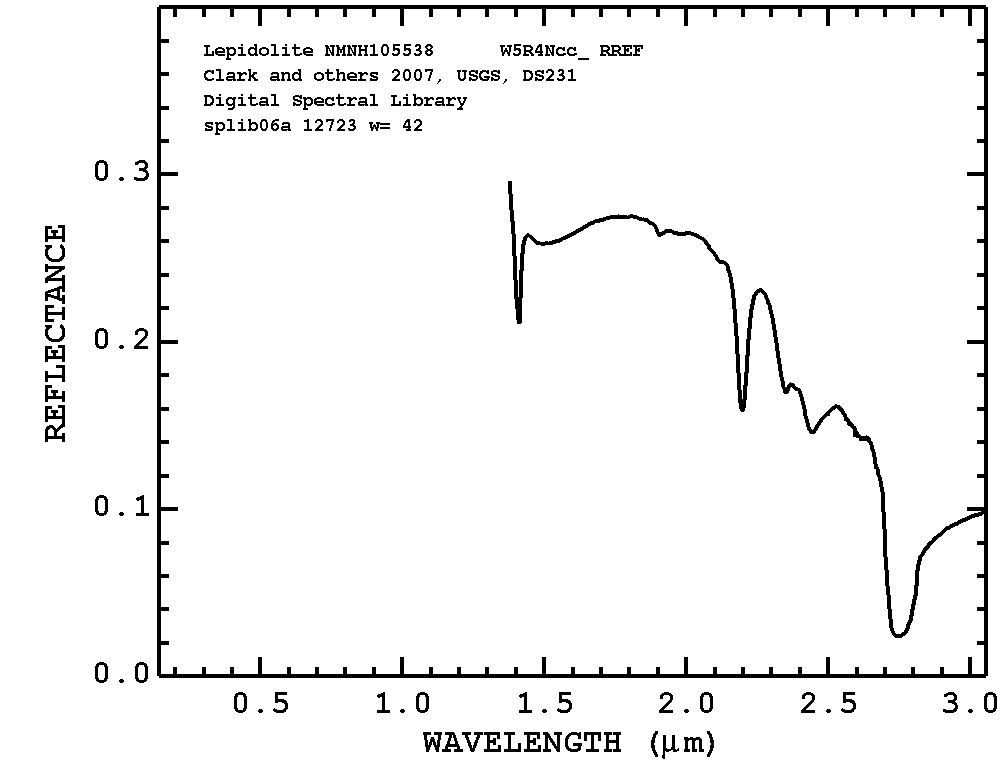 Lepidolite NMNH105538 W5R4Ncc_ RREF
Clark and others 2007, USGS, DS231
Digital Spectral Library
splib06a 12723 w= 42
0.3
0.2
0.1
0.0
REFLECTANCE
0.5 1.0 1.5 2.0 2.5 3.0
WAVELENGTH (μm)